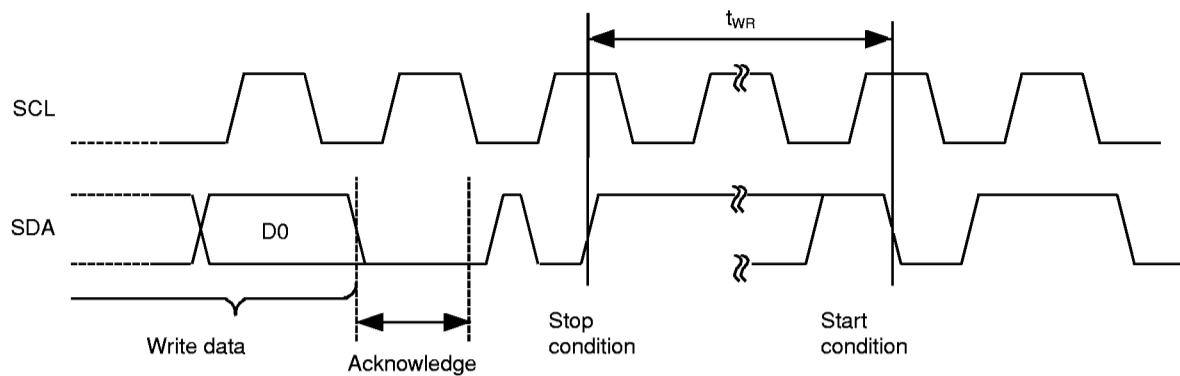 tWR
SCL
SDA
D0
Write data
Acknowledge
Stop
condition
Start
condition